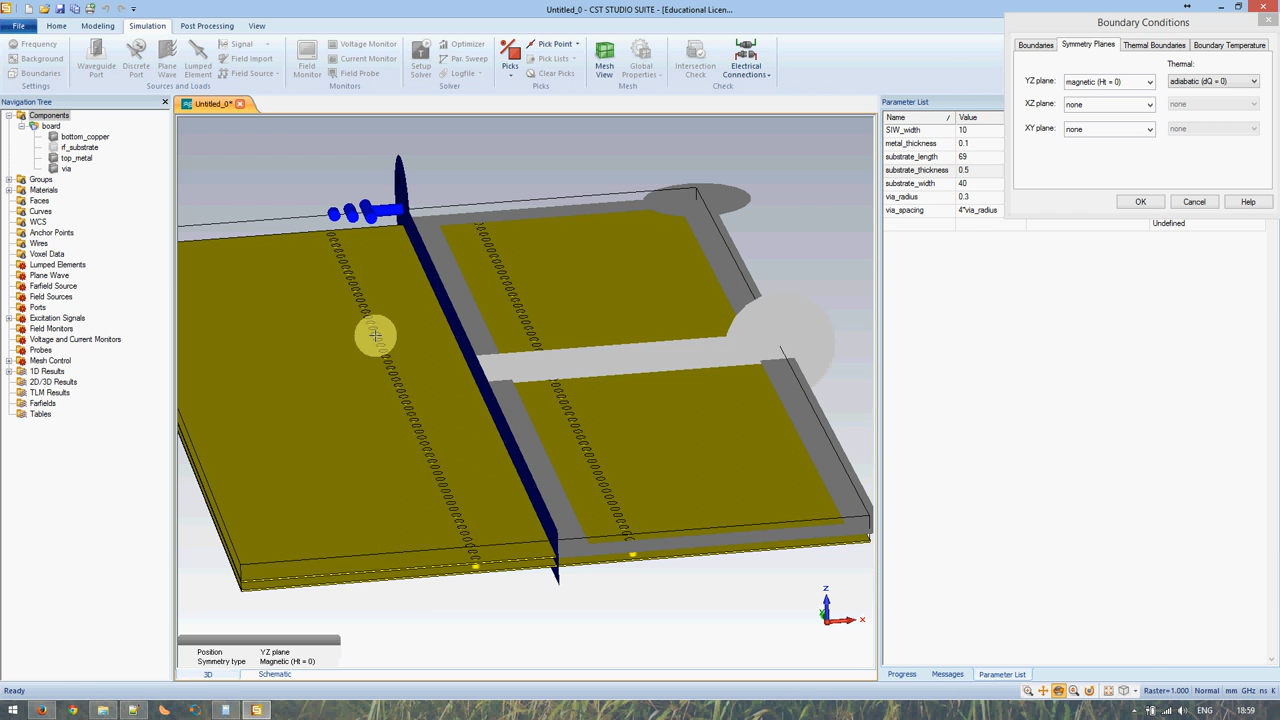 Untitled_0 - CST STUDIO SUITE - [Educational Licen...
File Home Modeling Simulation Post Processing View
Frequency
Background
Boundaries
Waveguide Port
Discrete Port
Plane Wave
Lumped Element
Signal
Field Import
Field Source
Sources and Loads
Field Monitor
Voltage Monitor
Current Monitor
Field Probe
Monitors
Setup Solver
Optimizer
Par. Sweep
Logfile
Solver
Picks
Pick Point
Pick Lists
Clear Picks
Picks
Mesh View
Global Properties
Mesh
Intersection Check
Electrical Connections
Check
Boundary Conditions
Boundaries Symmetry Planes Thermal Boundaries Boundary Temperature
Thermal:
YZ plane: magnetic (Ht = 0) adiabatic (dQ = 0)
XZ plane: none none
XY plane: none none
OK Cancel Help
Navigation Tree
Components
board
bottom_copper
rf_substrate
top_metal
via
Groups
Materials
Faces
Curves
WCS
Anchor Points
Wires
Voxel Data
Lumped Elements
Plane Wave
Farfield Source
Field Sources
Ports
Excitation Signals
Field Monitors
Voltage and Current Monitors
Probes
Mesh Control
1D Results
2D/3D Results
TLM Results
Farfields
Tables
Untitled_0*
Position YZ plane
Symmetry type Magnetic (Ht = 0)
z
x
3D Schematic
Parameter List
Name Value
SIW_width 10
metal_thickness 0.1
substrate_length 69
substrate_thickness 0.5
substrate_width 40
via_radius 0.3
via_spacing 4*via_radius
Undefined
Progress Messages Parameter List
Ready
Raster=1.000 Normal mm GHz ns K
ENG 18:59